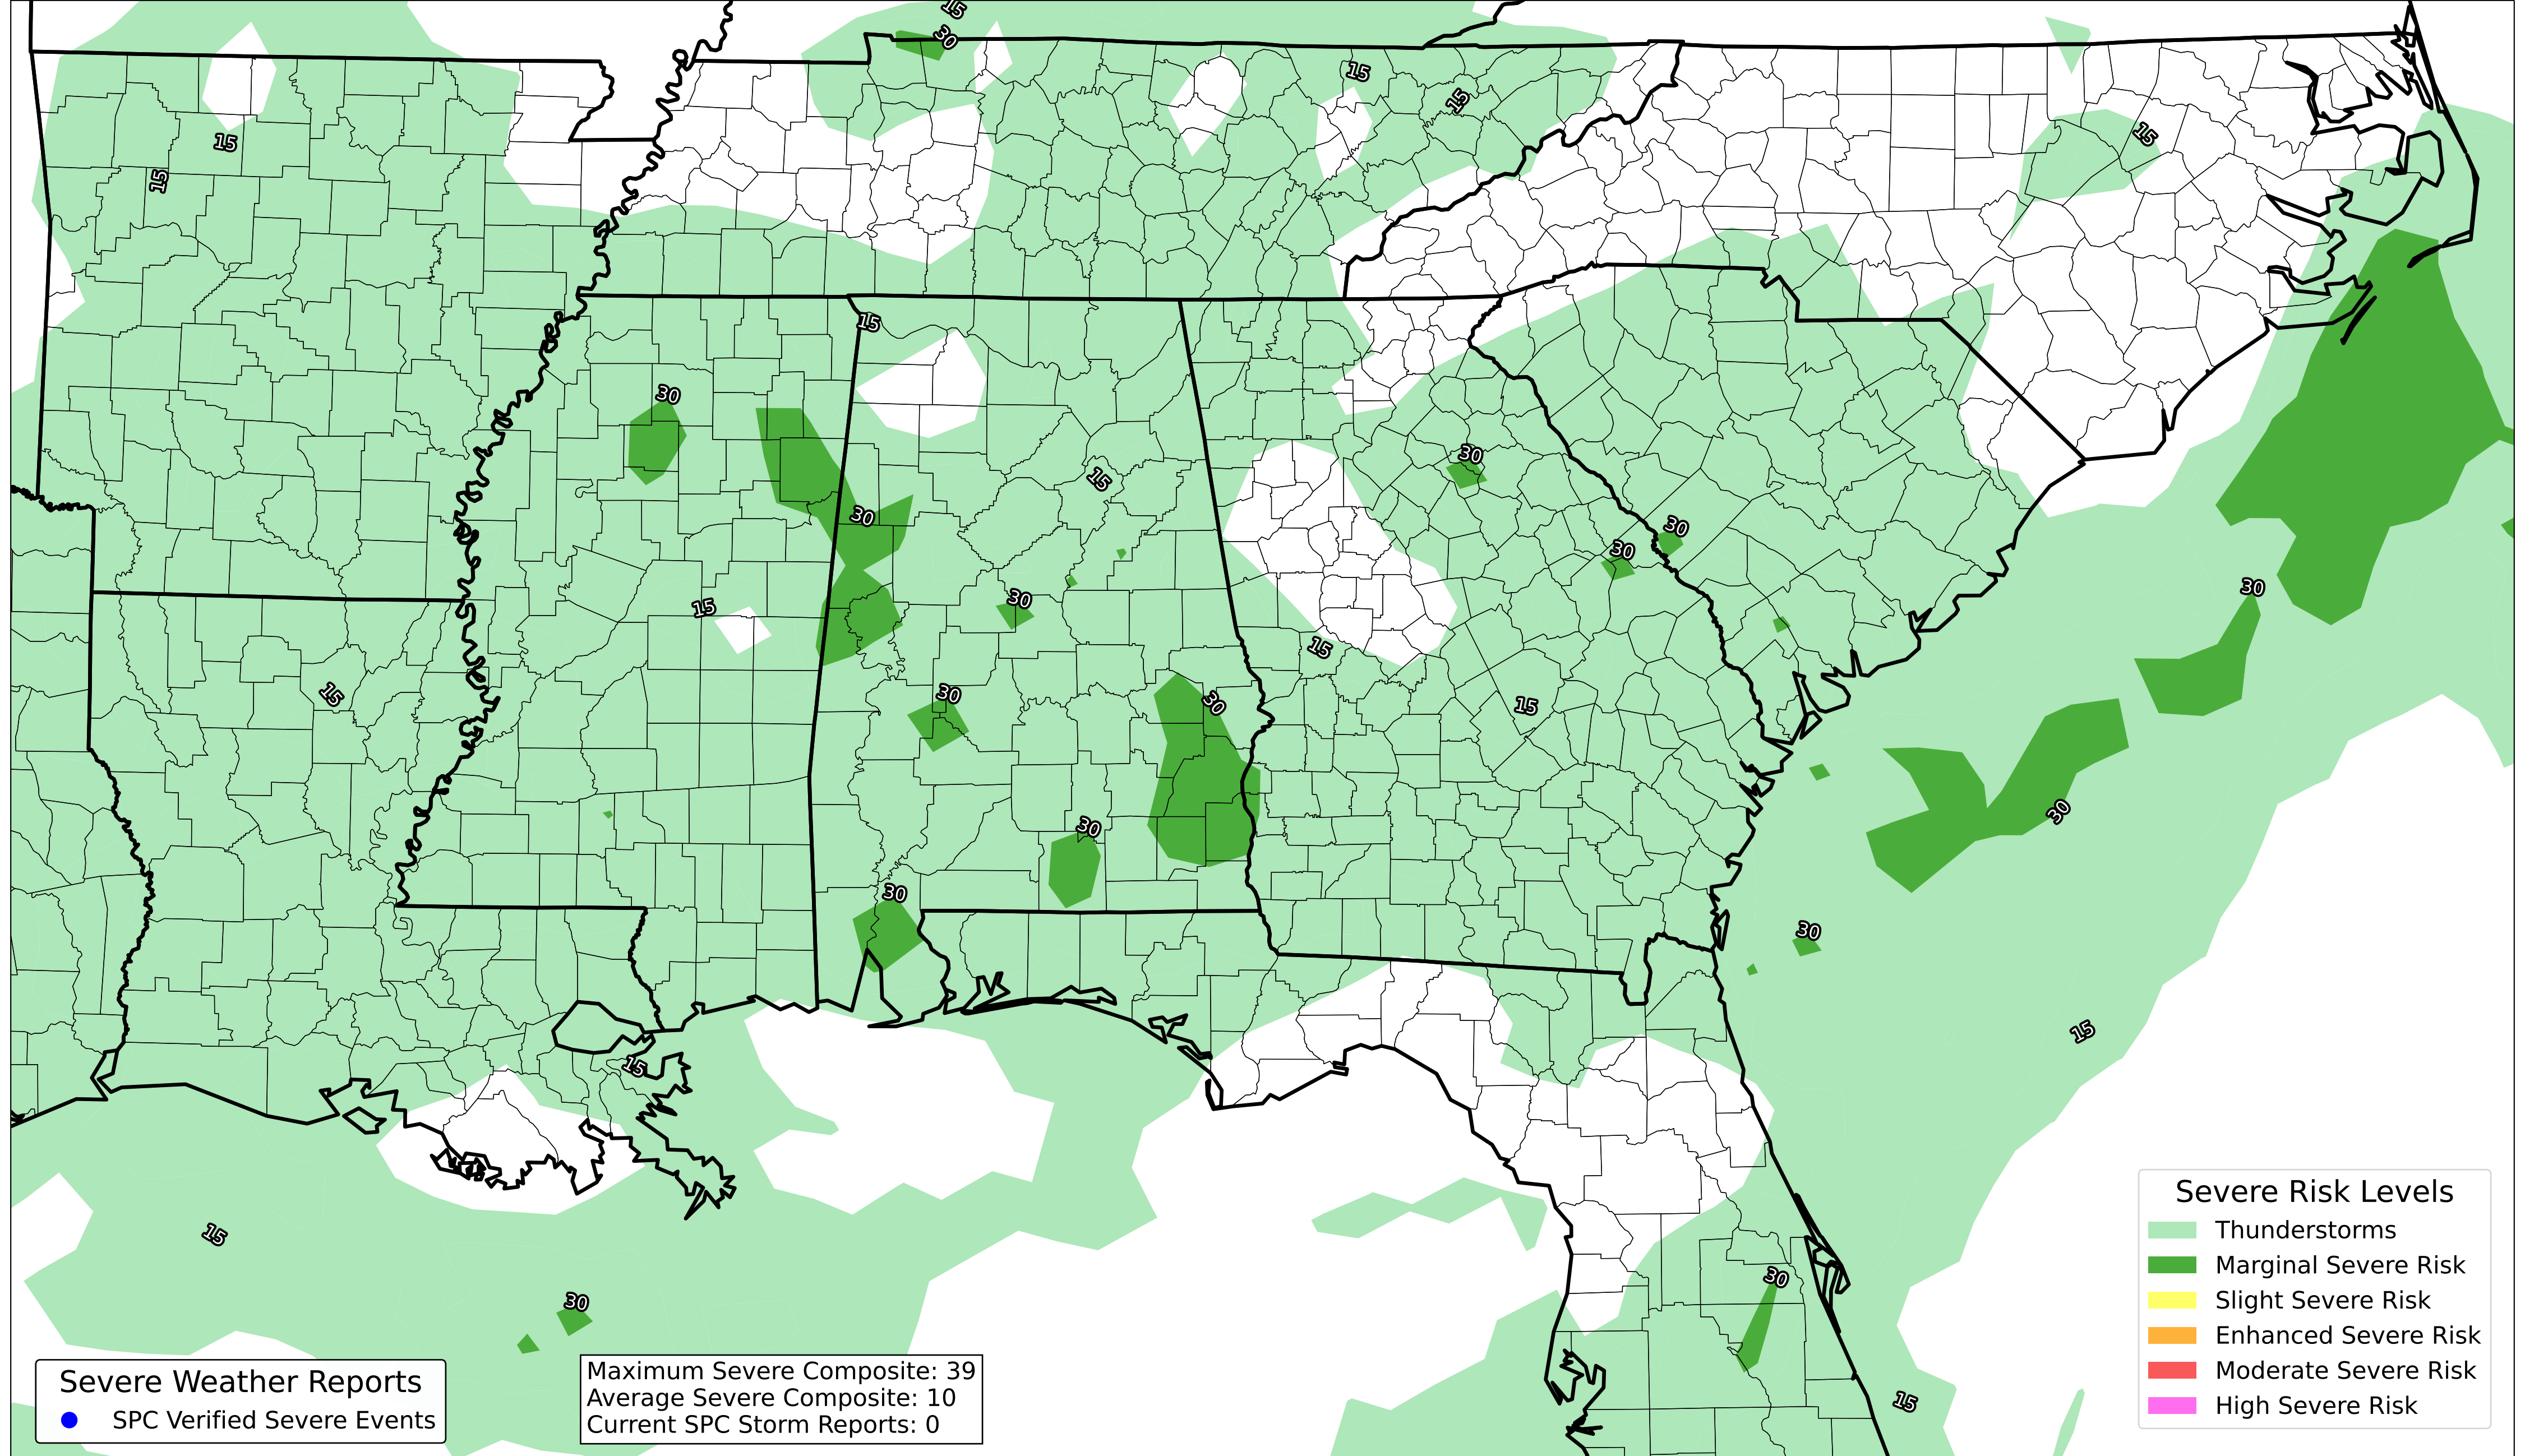 15
30
15
15
15
15
15
15
30
30
15
30
30
30
30
15
30
30
15
15
15
30
30
15
30
30
30
30
15
15
15
30
30
15
Severe Weather Reports
SPC Verified Severe Events
Maximum Severe Composite: 39
Average Severe Composite: 10
Current SPC Storm Reports: 0
Severe Risk Levels
Thunderstorms
Marginal Severe Risk
Slight Severe Risk
Enhanced Severe Risk
Moderate Severe Risk
High Severe Risk